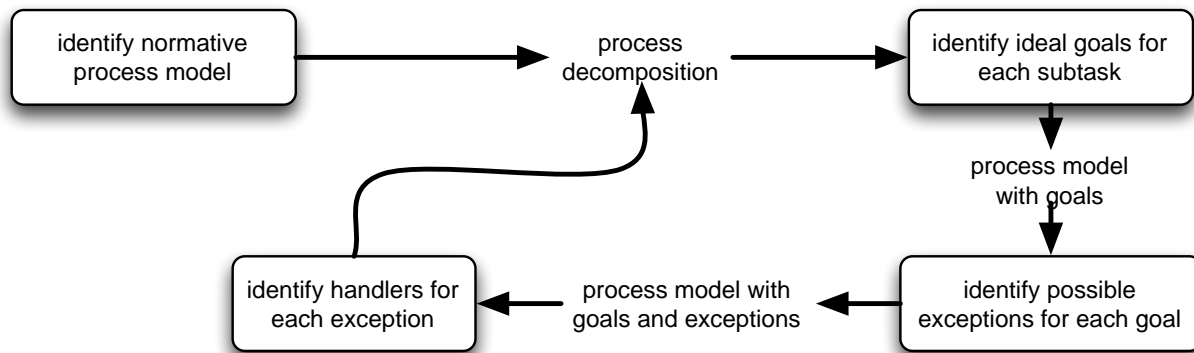 identify normative
process model
process
decomposition
identify ideal goals for
each subtask
process model
with goals
identify handlers for
each exception
process model with
goals and exceptions
identify possible
exceptions for each goal